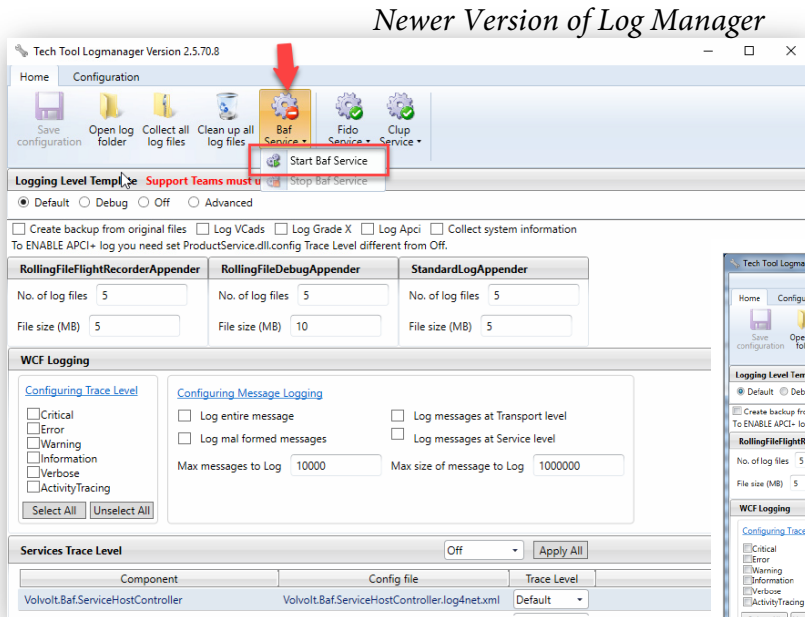 Newer Version of Log Manager
Tech Tool Logmanager Version 2.5.70.8
Home Configuration
Save configuration
Open log folder
Collect all log files
Clean up all log files
Baf Service
Fido Service
Clup Service
Start Baf Service
Stop Baf Service
Logging Level Template Support Teams must u
Default Debug Off Advanced
Create backup from original files Log VCads Log Grade X Log Apci Collect system information
To ENABLE APCI+ log you need set ProductService.dll.config Trace Level different from Off.
RollingFileFlightRecorderAppender RollingFileDebugAppender StandardLogAppender
No. of log files 5 No. of log files 5 No. of log files 5
File size (MB) 5 File size (MB) 10 File size (MB) 5
WCF Logging
Configuring Trace Level
Critical
Error
Warning
Information
Verbose
ActivityTracing
Select All Unselect All
Configuring Message Logging
Log entire message Log messages at Transport level
Log mal formed messages Log messages at Service level
Max messages to Log 10000 Max size of message to Log 1000000
Services Trace Level Off Apply All
Component Config file Trace Level
Volvolt.Baf.ServiceHostController Volvolt.Baf.ServiceHostController.log4net.xml Default
Tech Tool Logma
Home Configu
Save configuration
Ope
fol
Logging Level Tem
Default Deb
Create backup fro
To ENABLE APCI+ lo
RollingFileFlightR
No. of log files 5
File size (MB) 5
WCF Logging
Configuring Trace
Critical
Error
Warning
Information
Verbose
ActivityTracing